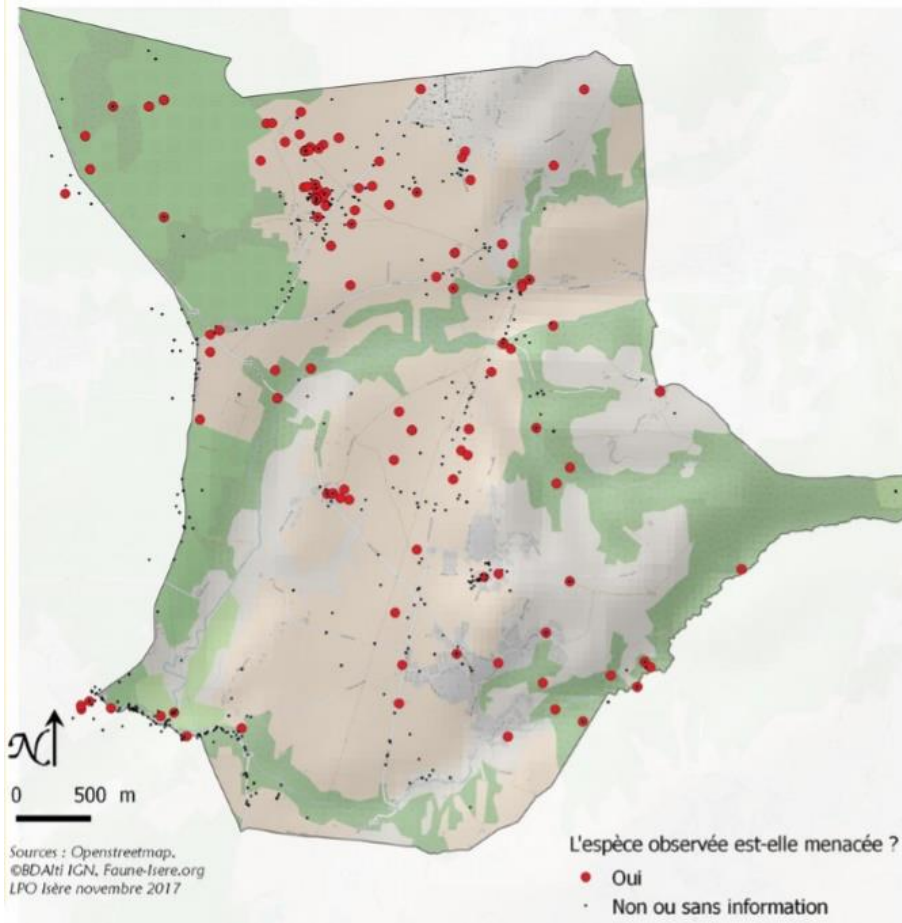 N
0 500 m
Sources : Openstreetmap.
©BDAlti IGN, Faune-Isere.org
LPO Isère novembre 2017
L'espèce observée est-elle menacée ?
Oui
Non ou sans information